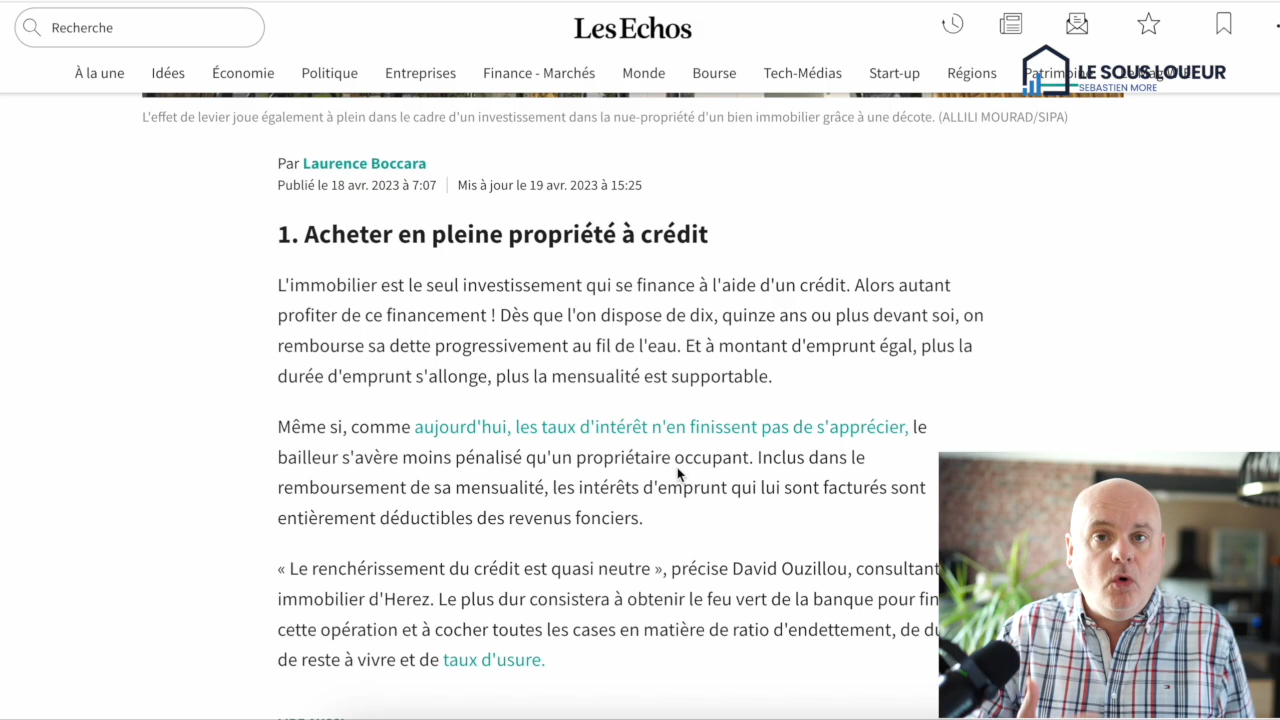 Recherche
Les Echos
À la une Idées Économie Politique Entreprises Finance - Marchés Monde Bourse Tech-Médias Start-up Régions
LE SOUS LOUEUR
SEBASTIEN MORE
L'effet de levier joue également à plein dans le cadre d'un investissement dans la nue-propriété d'un bien immobilier grâce à une décote. (ALLILI MOURAD/SIPA)
Par Laurence Boccara
Publié le 18 avr. 2023 à 7:07 Mis à jour le 19 avr. 2023 à 15:25
1. Acheter en pleine propriété à crédit
L'immobilier est le seul investissement qui se finance à l'aide d'un crédit. Alors autant
profiter de ce financement ! Dès que l'on dispose de dix, quinze ans ou plus devant soi, on
rembourse sa dette progressivement au fil de l'eau. Et à montant d'emprunt égal, plus la
durée d'emprunt s'allonge, plus la mensualité est supportable.
Même si, comme aujourd'hui, les taux d'intérêt n'en finissent pas de s'apprécier, le
bailleur s'avère moins pénalisé qu'un propriétaire occupant. Inclus dans le
remboursement de sa mensualité, les intérêts d'emprunt qui lui sont facturés sont
entièrement déductibles des revenus fonciers.
« Le renchérissement du crédit est quasi neutre », précise David Ouzillou, consultant
immobilier d'Herez. Le plus dur consistera à obtenir le feu vert de la banque pour fin
cette opération et à cocher toutes les cases en matière de ratio d'endettement, de du
de reste à vivre et de taux d'usure.